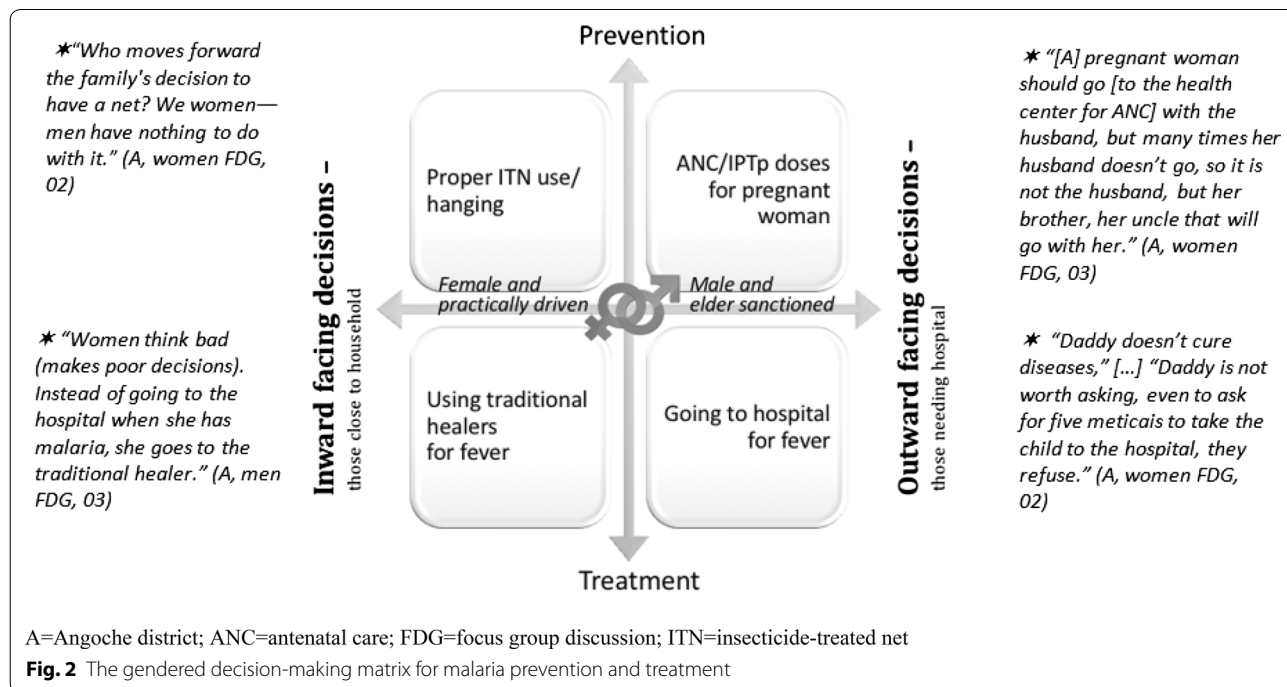 Prevention
✶“Who moves forward
the family's decision to
have a net? We women—
men have nothing to do
with it.” (A, women FDG,
02)
✶ “Women think bad
(makes poor decisions).
Instead of going to the
hospital when she has
malaria, she goes to the
traditional healer.” (A, men
FDG, 03)
Inward facing decisions –
those close to household
Proper ITN use/
hanging
ANC/IPTp doses
for pregnant
woman
Female and
practically driven
Male and
elder sanctioned
Using traditional
healers
for fever
Going to hospital
for fever
Treatment
Outward facing decisions –
those needing hospital
✶ “[A] pregnant woman
should go [to the health
center for ANC] with the
husband, but many times her
husband doesn’t go, so it is
not the husband, but her
brother, her uncle that will
go with her.” (A, women
FDG, 03)
✶ “Daddy doesn’t cure
diseases,” [...] “Daddy is not
worth asking, even to ask
for five meticais to take the
child to the hospital, they
refuse.” (A, women FDG,
02)
A=Angoche district; ANC=antenatal care; FDG=focus group discussion; ITN=insecticide-treated net
Fig. 2 The gendered decision-making matrix for malaria prevention and treatment